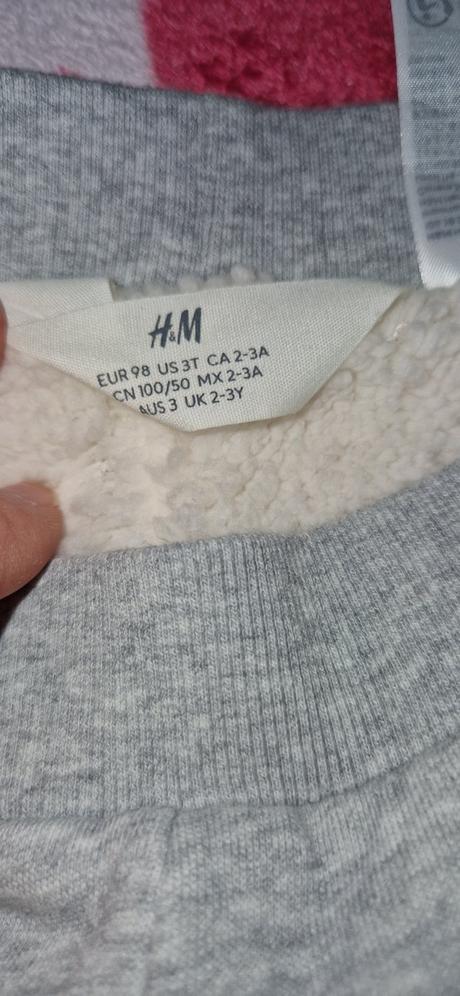 H&M
EUR 98 US 3T CA 2-3A
CN 100/50 MX 2-3A
AUS 3 UK 2-3Y